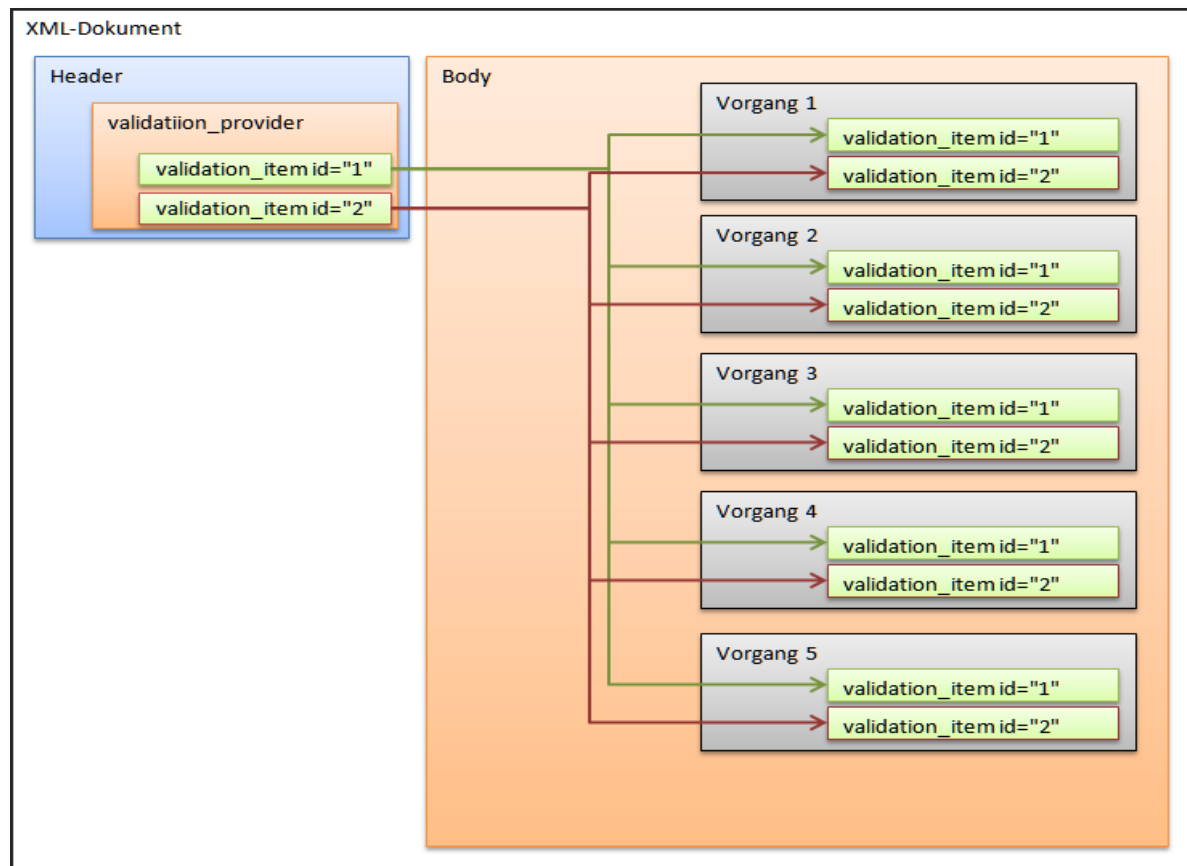 XML-Dokument
Header
validatiion_provider
validation_item id="1"
validation_item id="2"
Body
Vorgang 1
validation_item id="1"
validation_item id="2"
Vorgang 2
validation_item id="1"
validation_item id="2"
Vorgang 3
validation_item id="1"
validation_item id="2"
Vorgang 4
validation_item id="1"
validation_item id="2"
Vorgang 5
validation_item id="1"
validation_item id="2"